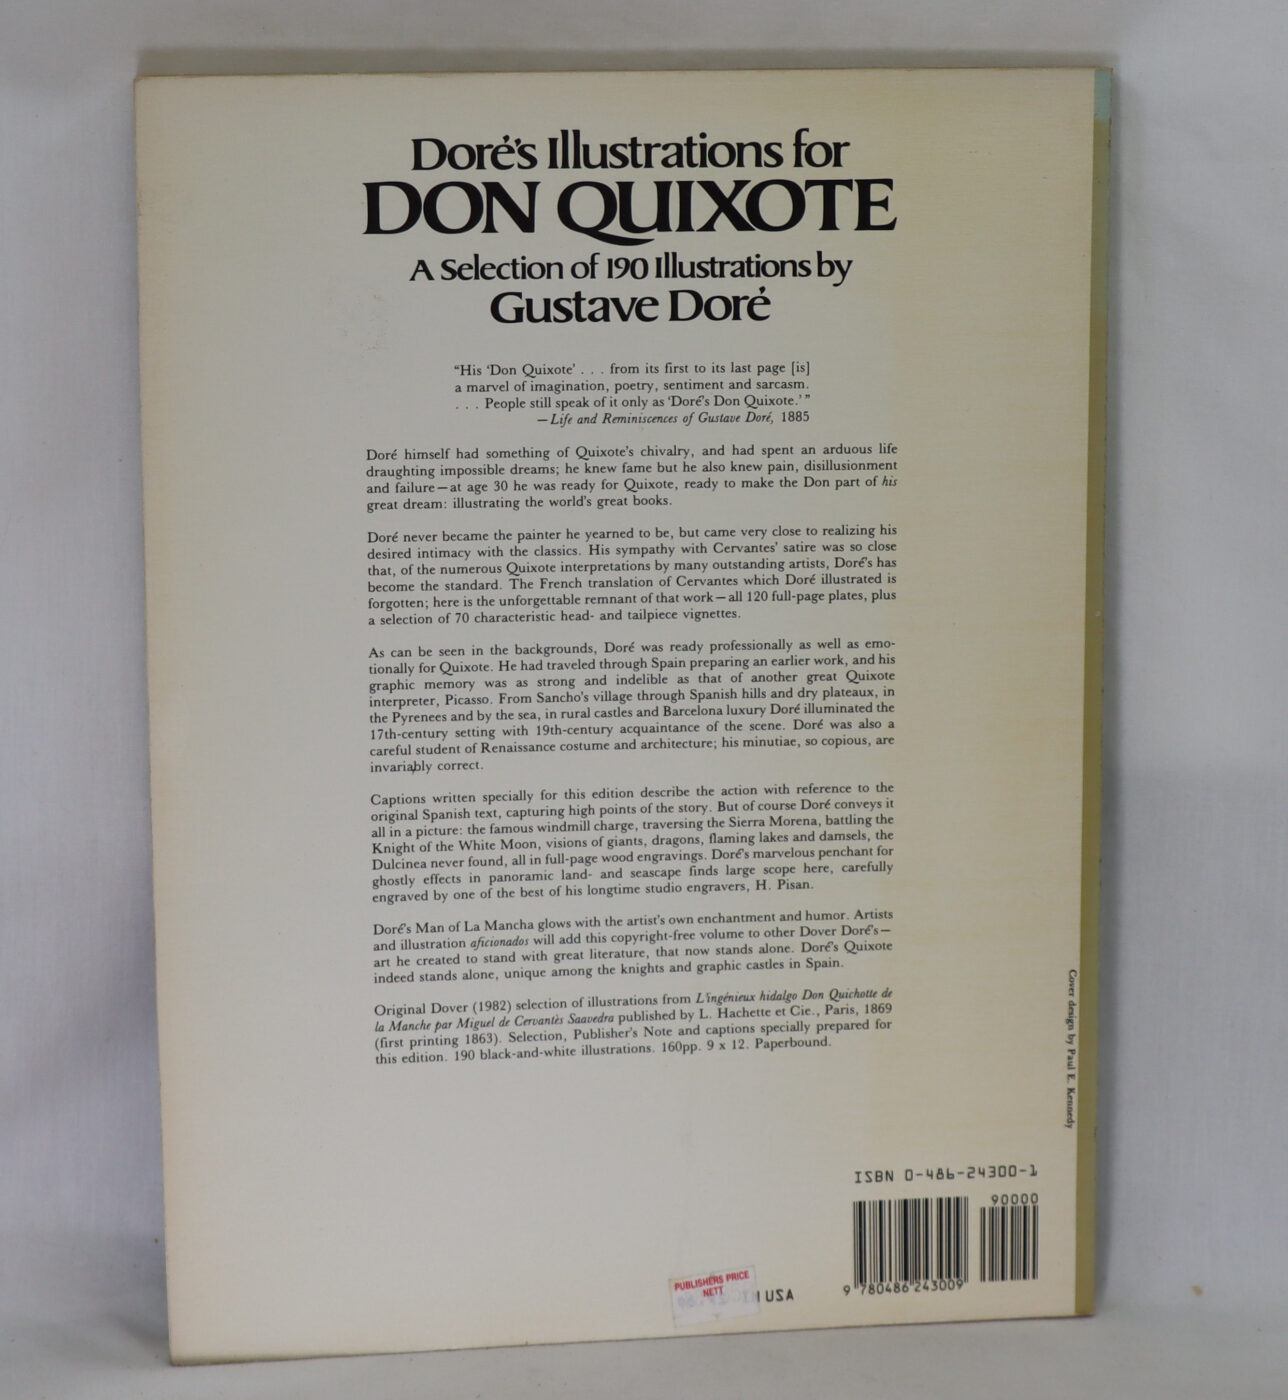 Doré's Illustrations for
DON QUIXOTE
A Selection of 190 Illustrations by
Gustave Doré
“His ‘Don Quixote’ . . . from its first to its last page [is]
a marvel of imagination, poetry, sentiment and sarcasm.
. . . People still speak of it only as ‘Doré's Don Quixote.’ ”
—Life and Reminiscences of Gustave Doré, 1885
Doré himself had something of Quixote's chivalry, and had spent an arduous life
draughting impossible dreams; he knew fame but he also knew pain, disillusionment
and failure—at age 30 he was ready for Quixote, ready to make the Don part of his
great dream: illustrating the world's great books.
Doré never became the painter he yearned to be, but came very close to realizing his
desired intimacy with the classics. His sympathy with Cervantes' satire was so close
that, of the numerous Quixote interpretations by many outstanding artists, Doré's has
become the standard. The French translation of Cervantes which Doré illustrated is
forgotten; here is the unforgettable remnant of that work—all 120 full-page plates, plus
a selection of 70 characteristic head- and tailpiece vignettes.
As can be seen in the backgrounds, Doré was ready professionally as well as emo-
tionally for Quixote. He had traveled through Spain preparing an earlier work, and his
graphic memory was as strong and indelible as that of another great Quixote
interpreter, Picasso. From Sancho's village through Spanish hills and dry plateaux, in
the Pyrenees and by the sea, in rural castles and Barcelona luxury Doré illuminated the
17th-century setting with 19th-century acquaintance of the scene. Doré was also a
careful student of Renaissance costume and architecture; his minutiae, so copious, are
invariably correct.
Captions written specially for this edition describe the action with reference to the
original Spanish text, capturing high points of the story. But of course Doré conveys it
all in a picture: the famous windmill charge, traversing the Sierra Morena, battling the
Knight of the White Moon, visions of giants, dragons, flaming lakes and damsels, the
Dulcinea never found, all in full-page wood engravings. Doré's marvelous penchant for
ghostly effects in panoramic land- and seascape finds large scope here, carefully
engraved by one of the best of his longtime studio engravers, H. Pisan.
Doré's Man of La Mancha glows with the artist's own enchantment and humor. Artists
and illustration aficionados will add this copyright-free volume to other Dover Doré's—
art he created to stand with great literature, that now stands alone. Doré's Quixote
indeed stands alone, unique among the knights and graphic castles in Spain.
Original Dover (1982) selection of illustrations from L'ingénieux hidalgo Don Quichotte de
la Manche par Miguel de Cervantès Saavedra published by L. Hachette et Cie., Paris, 1869
(first printing 1863). Selection, Publisher's Note and captions specially prepared for
this edition. 190 black-and-white illustrations. 160pp. 9 x 12. Paperbound.
Cover design by Paul E. Kennedy
ISBN 0-486-24300-1
90000
9 780486 243009
PUBLISHERS PRICE
NETT
USA